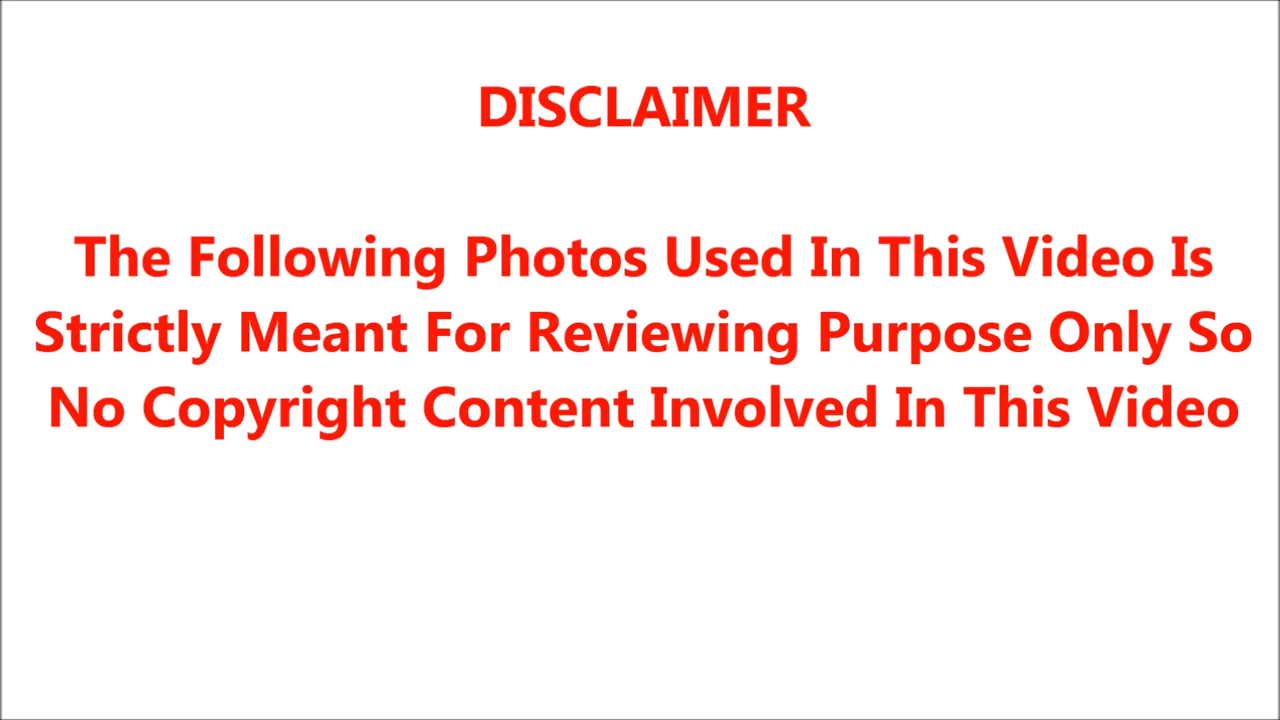 DISCLAIMER
The Following Photos Used In This Video Is
Strictly Meant For Reviewing Purpose Only So
No Copyright Content Involved In This Video